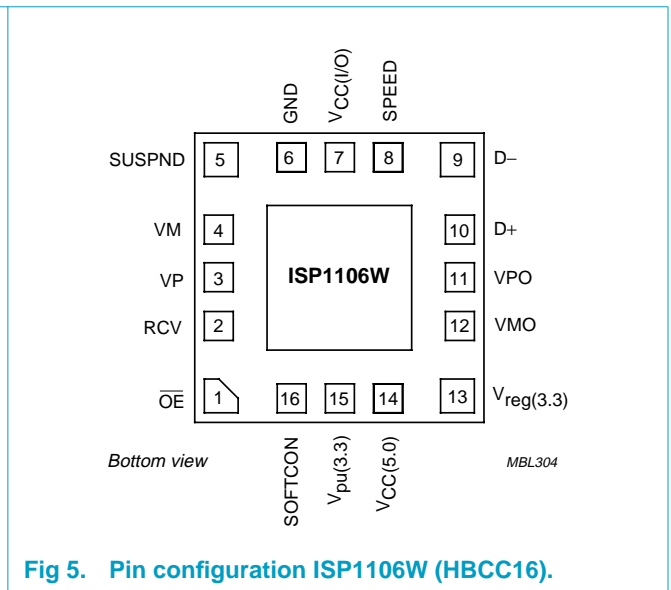 GND
VCC(I/O)
SPEED
SUSPND 5 6 7 8 9 D−
VM 4 10 D+
VP 3 ISP1106W 11 VPO
RCV 2 12 VMO
OE 1 16 15 14 13 Vreg(3.3)
SOFTCON
Vpu(3.3)
VCC(5.0)
Bottom view
MBL304
Fig 5. Pin configuration ISP1106W (HBCC16).